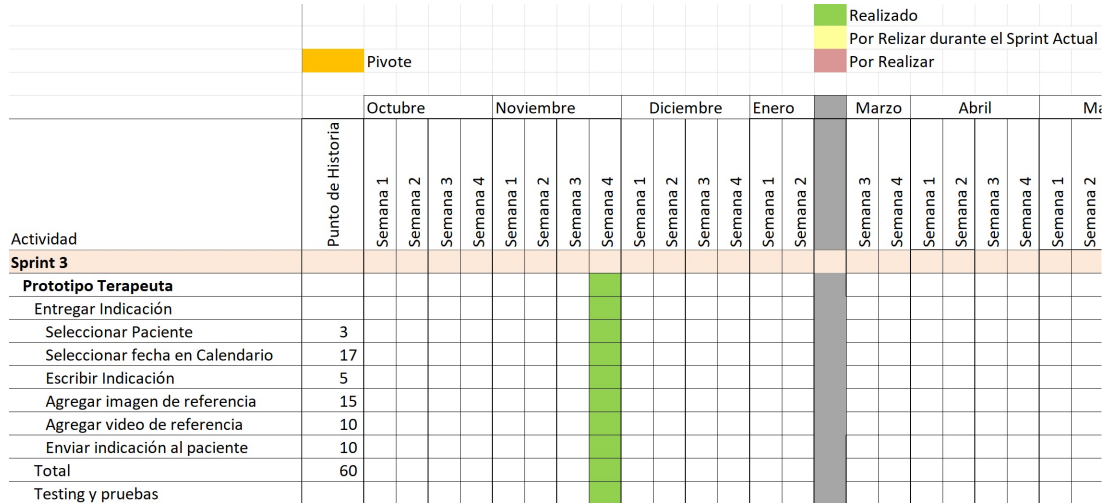 Realizado
Por Relizar durante el Sprint Actual
Pivote
Por Realizar
Octubre Noviembre Diciembre Enero Marzo Abril Ma
Actividad Punto de Historia Semana 1 Semana 2 Semana 3 Semana 4 Semana 1 Semana 2 Semana 3 Semana 4 Semana 1 Semana 2 Semana 3 Semana 4 Semana 1 Semana 2 Semana 3 Semana 4 Semana 1 Semana 2 Semana 3 Semana 4 Semana 1 Semana 2
Sprint 3
Prototipo Terapeuta
Entregar Indicación
Seleccionar Paciente 3
Seleccionar fecha en Calendario 17
Escribir Indicación 5
Agregar imagen de referencia 15
Agregar video de referencia 10
Enviar indicación al paciente 10
Total 60
Testing y pruebas